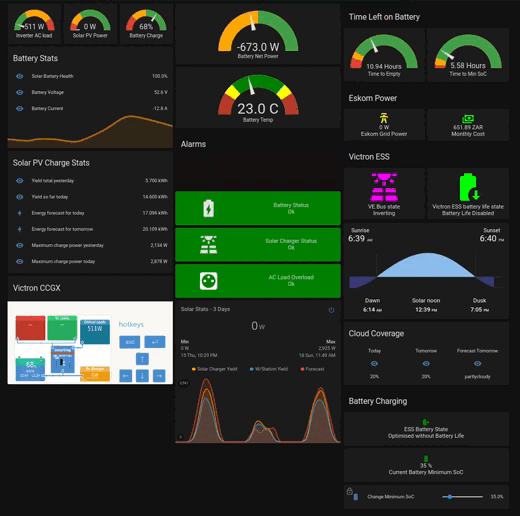 511 W
Inverter AC load
0 W
Solar PV Power
68%
Battery Charge
Battery Stats
Solar Battery Health 100.0%
Battery Voltage 52.6 V
Battery Current -12.8 A
Solar PV Charge Stats
Yield total yesterday 5.700 kWh
Yield so far today 14.600 kWh
Energy forecast for today 17.096 kWh
Energy forecast for tomorrow 20.109 kWh
Maximum charge power yesterday 2,134 W
Maximum charge power today 2,878 W
Victron CCGX
511W
hotkeys
esc
-673.0 W
Battery Net Power
23.0 C
Battery Temp
Alarms
Battery Status
Ok
Solar Charger Status
Ok
AC Load Overload
Ok
Solar Stats - 3 Days
0 W
Min
0 W
15 Thu, 10:20 PM
Max
2,925 W
18 Sun, 11:49 AM
Solar Charger Yield
Forecast
0
Time Left on Battery
10.94 Hours
Time to Empty
5.58 Hours
Time to Min SoC
Eskom Power
0 W
Eskom Grid Power
651.89 ZAR
Monthly Cost
Victron ESS
VE Bus state
Inverting
Victron ESS battery life state
Battery Life Disabled
Sunrise
6:39 AM
Sunset
6:40 PM
Dawn
6:14 AM
Solar noon
12:39 PM
Dusk
7:05 PM
Cloud Coverage
Today
20%
Tomorrow
20%
Forecast Tomorrow
partlycloudy
Battery Charging
ESS Battery State
Optimised without Battery Life
35 %
Current Battery Minimum SoC
Change Minimum SoC 35.0%